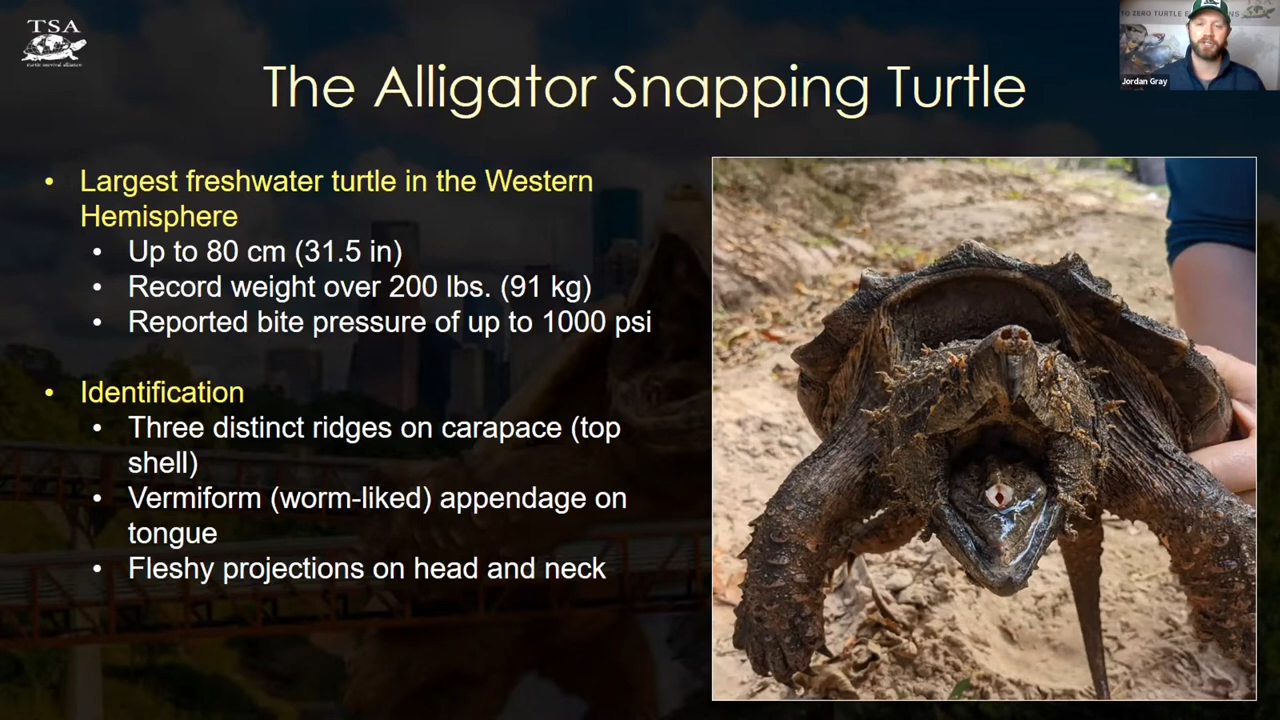 TSA
turtle survival alliance
The Alligator Snapping Turtle
TO ZERO TURTLE E
Jordan Gray
• Largest freshwater turtle in the Western
Hemisphere
• Up to 80 cm (31.5 in)
• Record weight over 200 lbs. (91 kg)
• Reported bite pressure of up to 1000 psi
• Identification
• Three distinct ridges on carapace (top
shell)
• Vermiform (worm-liked) appendage on
tongue
• Fleshy projections on head and neck